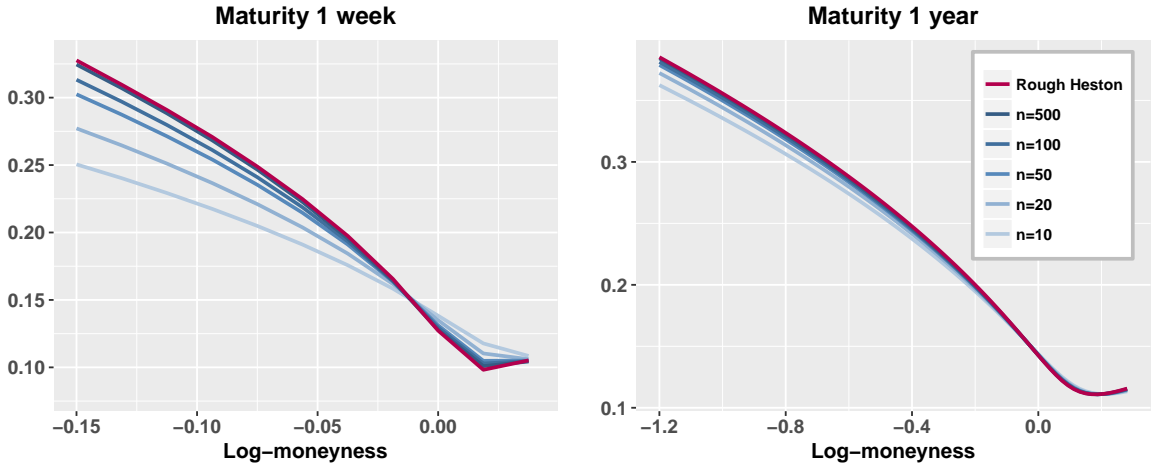 Maturity 1 week
0.30
0.25
0.20
0.15
0.10
−0.15 −0.10 −0.05 0.00
Log−moneyness
Maturity 1 year
0.3
0.2
0.1
−1.2 −0.8 −0.4 0.0
Log−moneyness
Rough Heston
n=500
n=100
n=50
n=20
n=10